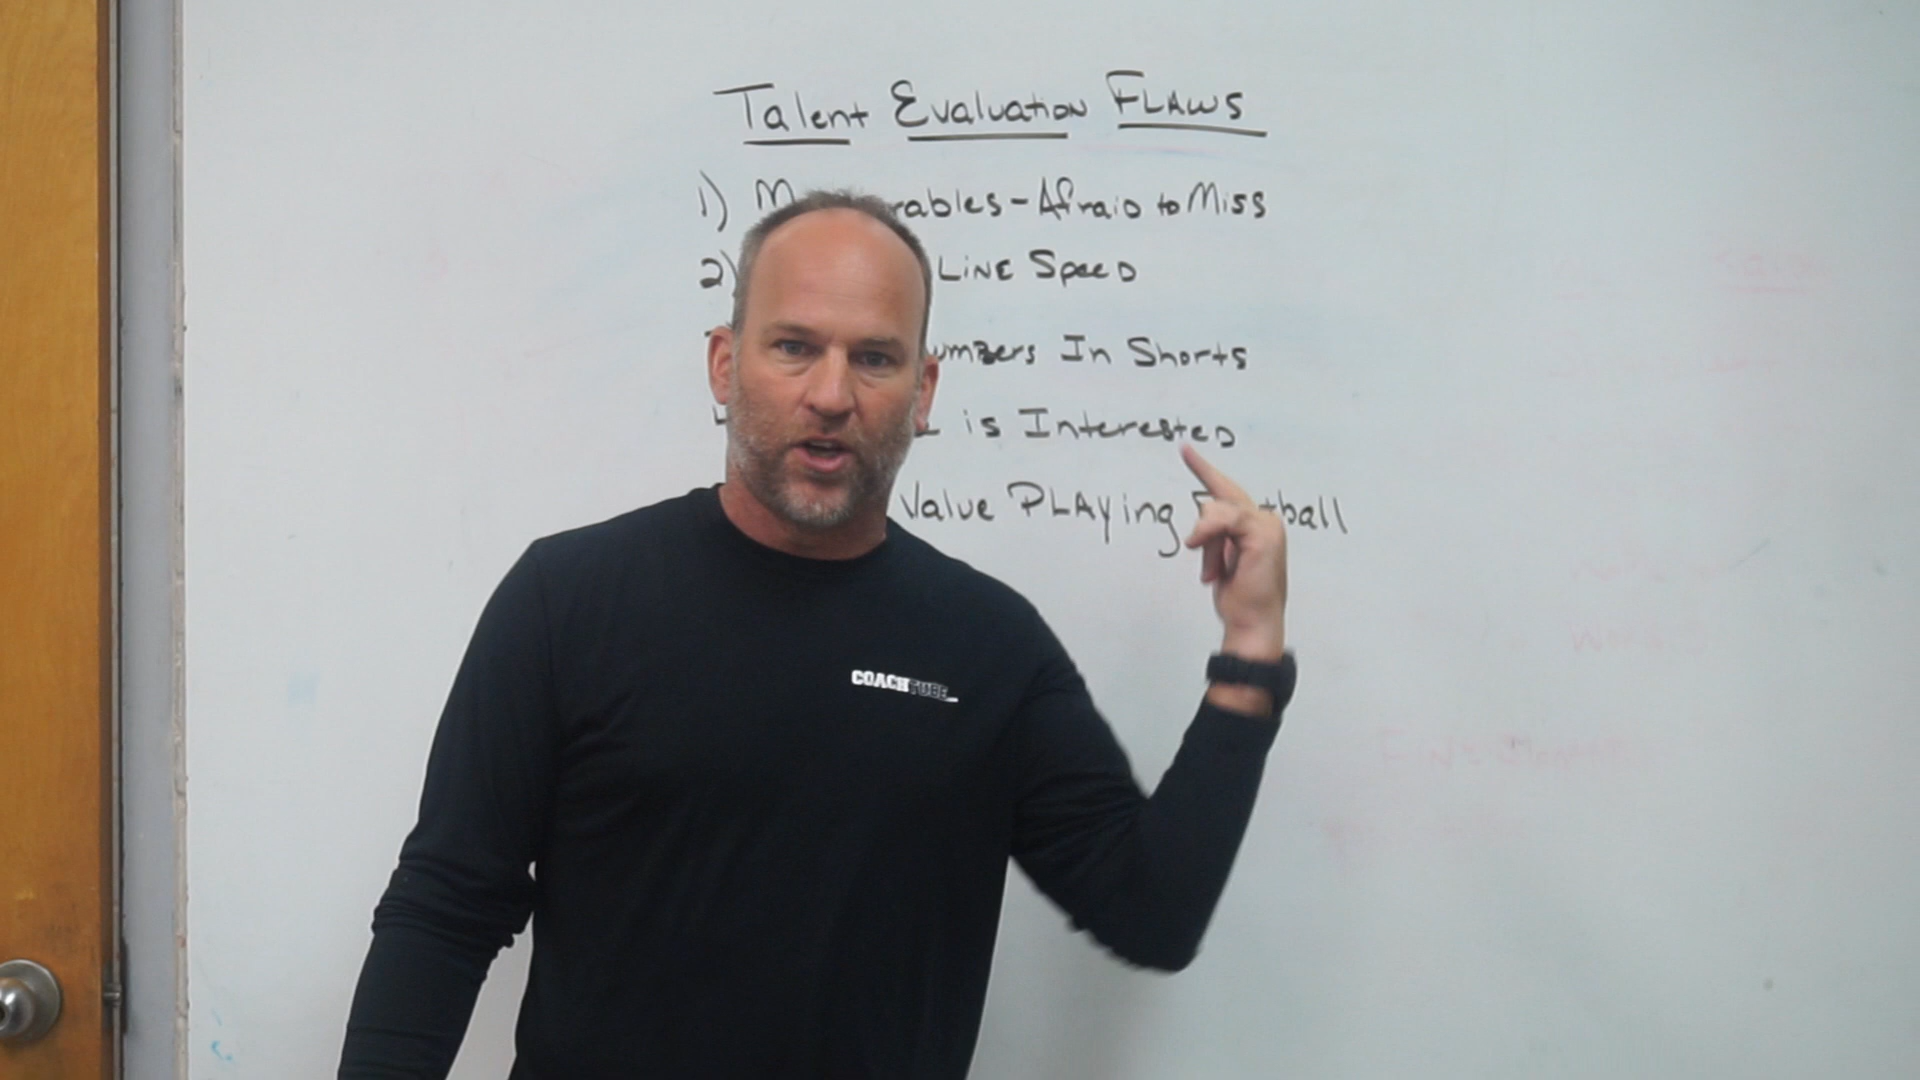 Talent Evaluation FLAWS
1) M rables - Afraid to Miss
2) LINE Speed
umbers In Shorts
is Interested
Value PLAying ball
COACHTUBE